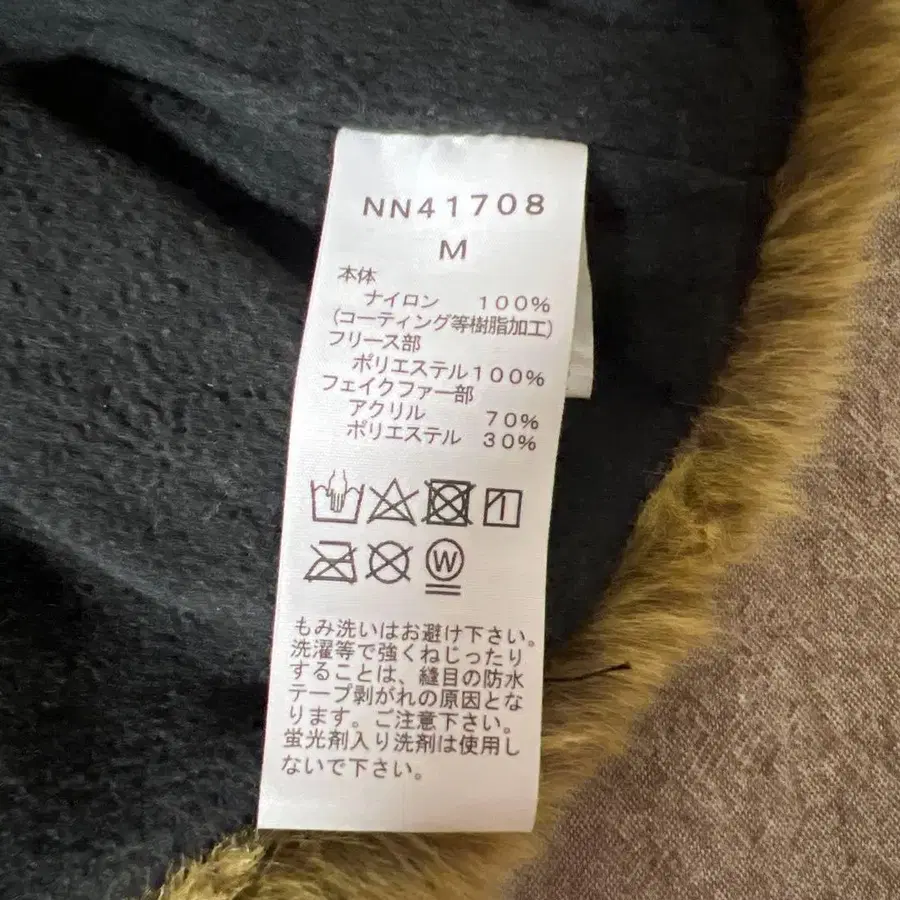 NN41708
M
本体
ナイロン 100%
(コーティング等樹脂加工)
フリース部
ポリエステル100%
フェイクファー部
アクリル 70%
ポリエステル 30%
W
もみ洗いはお避け下さい。
洗濯等で強くねじったり
することは、縫目の防水
テープ剥がれの原因とな
ります。ご注意下さい。
蛍光剤入り洗剤は使用し
ないで下さい。